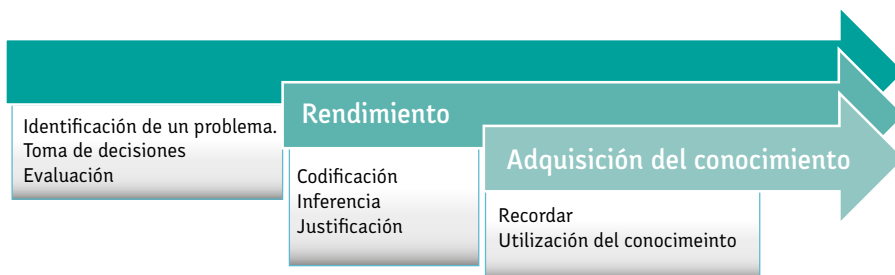 Identificación de un problema.
Toma de decisiones
Evaluación
Rendimiento
Codificación
Inferencia
Justificación
Adquisición del conocimiento
Recordar
Utilización del conocimeinto